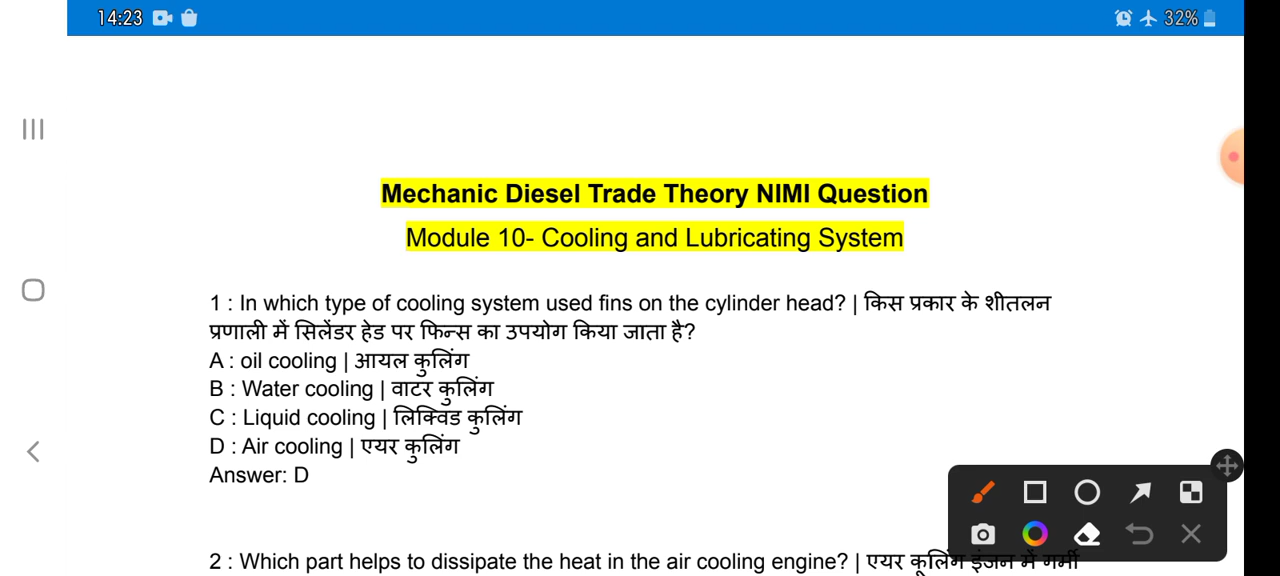 14:23
32%
Mechanic Diesel Trade Theory NIMI Question
Module 10- Cooling and Lubricating System
1 : In which type of cooling system used fins on the cylinder head? | किस प्रकार के शीतलन
प्रणाली में सिलेंडर हेड पर फिन्स का उपयोग किया जाता है?
A : oil cooling | आयल कुलिंग
B : Water cooling | वाटर कुलिंग
C : Liquid cooling | लिक्विड कुलिंग
D : Air cooling | एयर कुलिंग
Answer: D
2 : Which part helps to dissipate the heat in the air cooling engine? | एयर कूलिंग इंजन में गर्मी